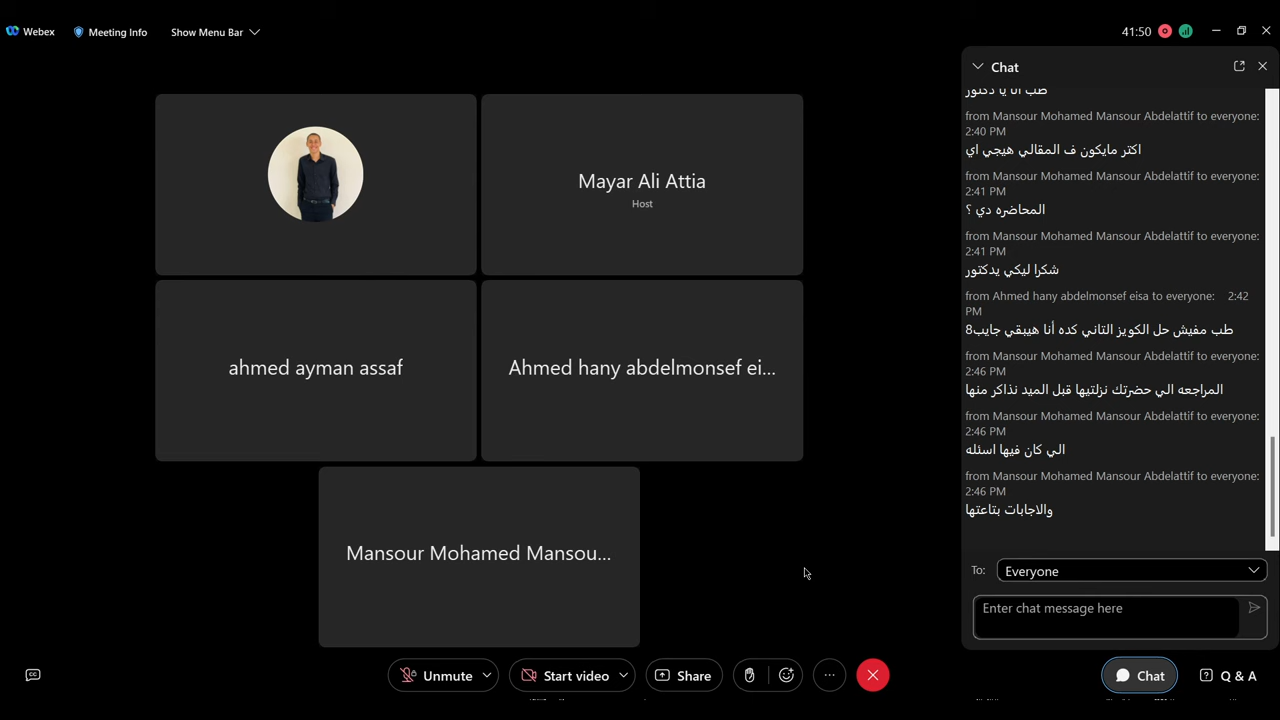 Webex
Meeting Info
Show Menu Bar
41:50
Mayar Ali Attia
Host
ahmed ayman assaf
Ahmed hany abdelmonsef ei...
Mansour Mohamed Mansou...
Chat
طب انا يا دكتور
from Mansour Mohamed Mansour Abdelattif to everyone:
2:40 PM
اكتر مايكون ف المقالي هيجي اي
from Mansour Mohamed Mansour Abdelattif to everyone:
2:41 PM
المحاضره دي ؟
from Mansour Mohamed Mansour Abdelattif to everyone:
2:41 PM
شكرا ليكي يدكتور
from Ahmed hany abdelmonsef eisa to everyone: 2:42
PM
طب مفيش حل الكويز التاني كده أنا هيبقي جايب8
from Mansour Mohamed Mansour Abdelattif to everyone:
2:46 PM
المراجعه الي حضرتك نزلتيها قبل الميد نذاكر منها
from Mansour Mohamed Mansour Abdelattif to everyone:
2:46 PM
الي كان فيها اسئله
from Mansour Mohamed Mansour Abdelattif to everyone:
2:46 PM
والاجابات بتاعتها
To: Everyone
Enter chat message here
CC
Unmute
Start video
Share
Chat
Q & A